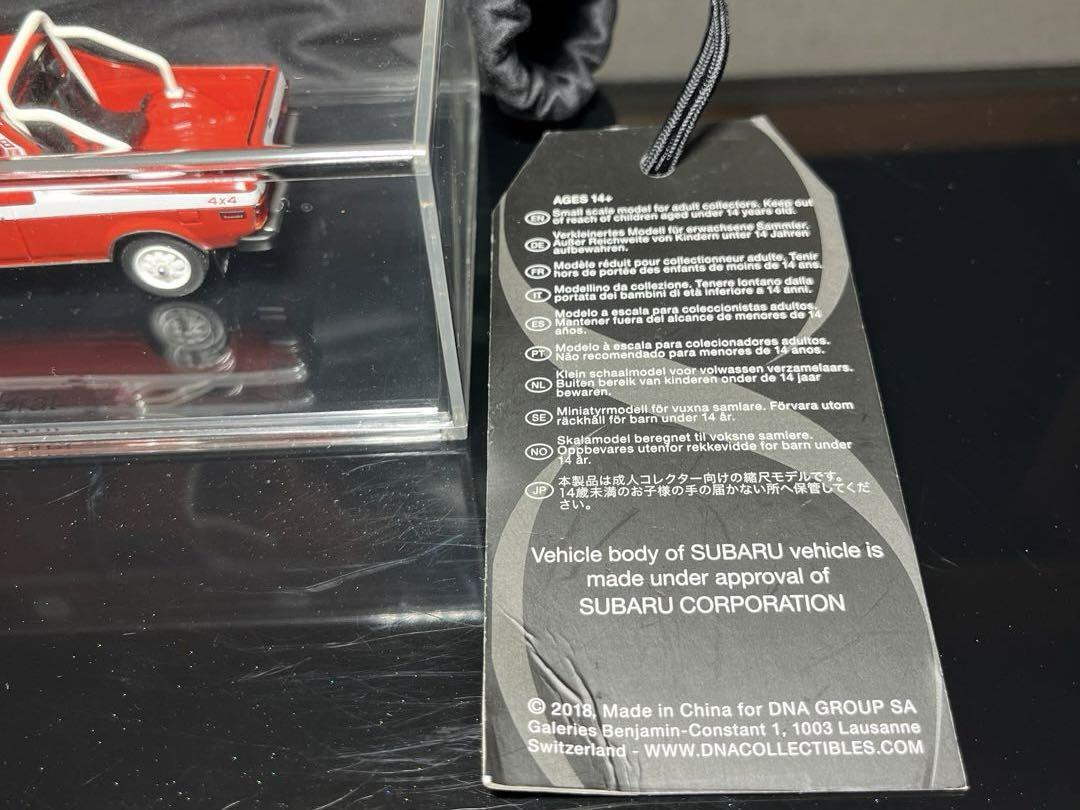 4x4
AGES 14+
EN Small scale model for adult collectors. Keep out
of reach of children aged under 14 years old.
DE Verkleinertes Modell für erwachsene Sammler.
Außer Reichweite von Kindern unter 14 Jahren
aufbewahren.
FR Modèle réduit pour collectionneur adulte. Tenir
hors de portée des enfants de moins de 14 ans.
IT Modellino da collezione. Tenere lontano dalla
portata dei bambini di età inferiore a 14 anni.
ES Modelo a escala para coleccionistas adultos.
Mantener fuera del alcance de menores de 14
años.
PT Modelo à escala para colecionadores adultos.
Não recomendado para menores de 14 anos.
NL Klein schaalmodel voor volwassen verzamelaars.
Buiten bereik van kinderen onder de 14 jaar
bewaren.
SE Miniatyrmodell för vuxna samlare. Förvara utom
räckhåll för barn under 14 år.
NO Skalamodel beregnet til voksne samlere.
Oppbevares utenfor rekkevidde for barn under
14 år.
JP 本製品は成人コレクター向けの縮尺モデルです。
14歳未満のお子様の手の届かない所へ保管してくだ
さい。
Vehicle body of SUBARU vehicle is
made under approval of
SUBARU CORPORATION
© 2018, Made in China for DNA GROUP SA
Galeries Benjamin-Constant 1, 1003 Lausanne
Switzerland - WWW.DNACOLLECTIBLES.COM